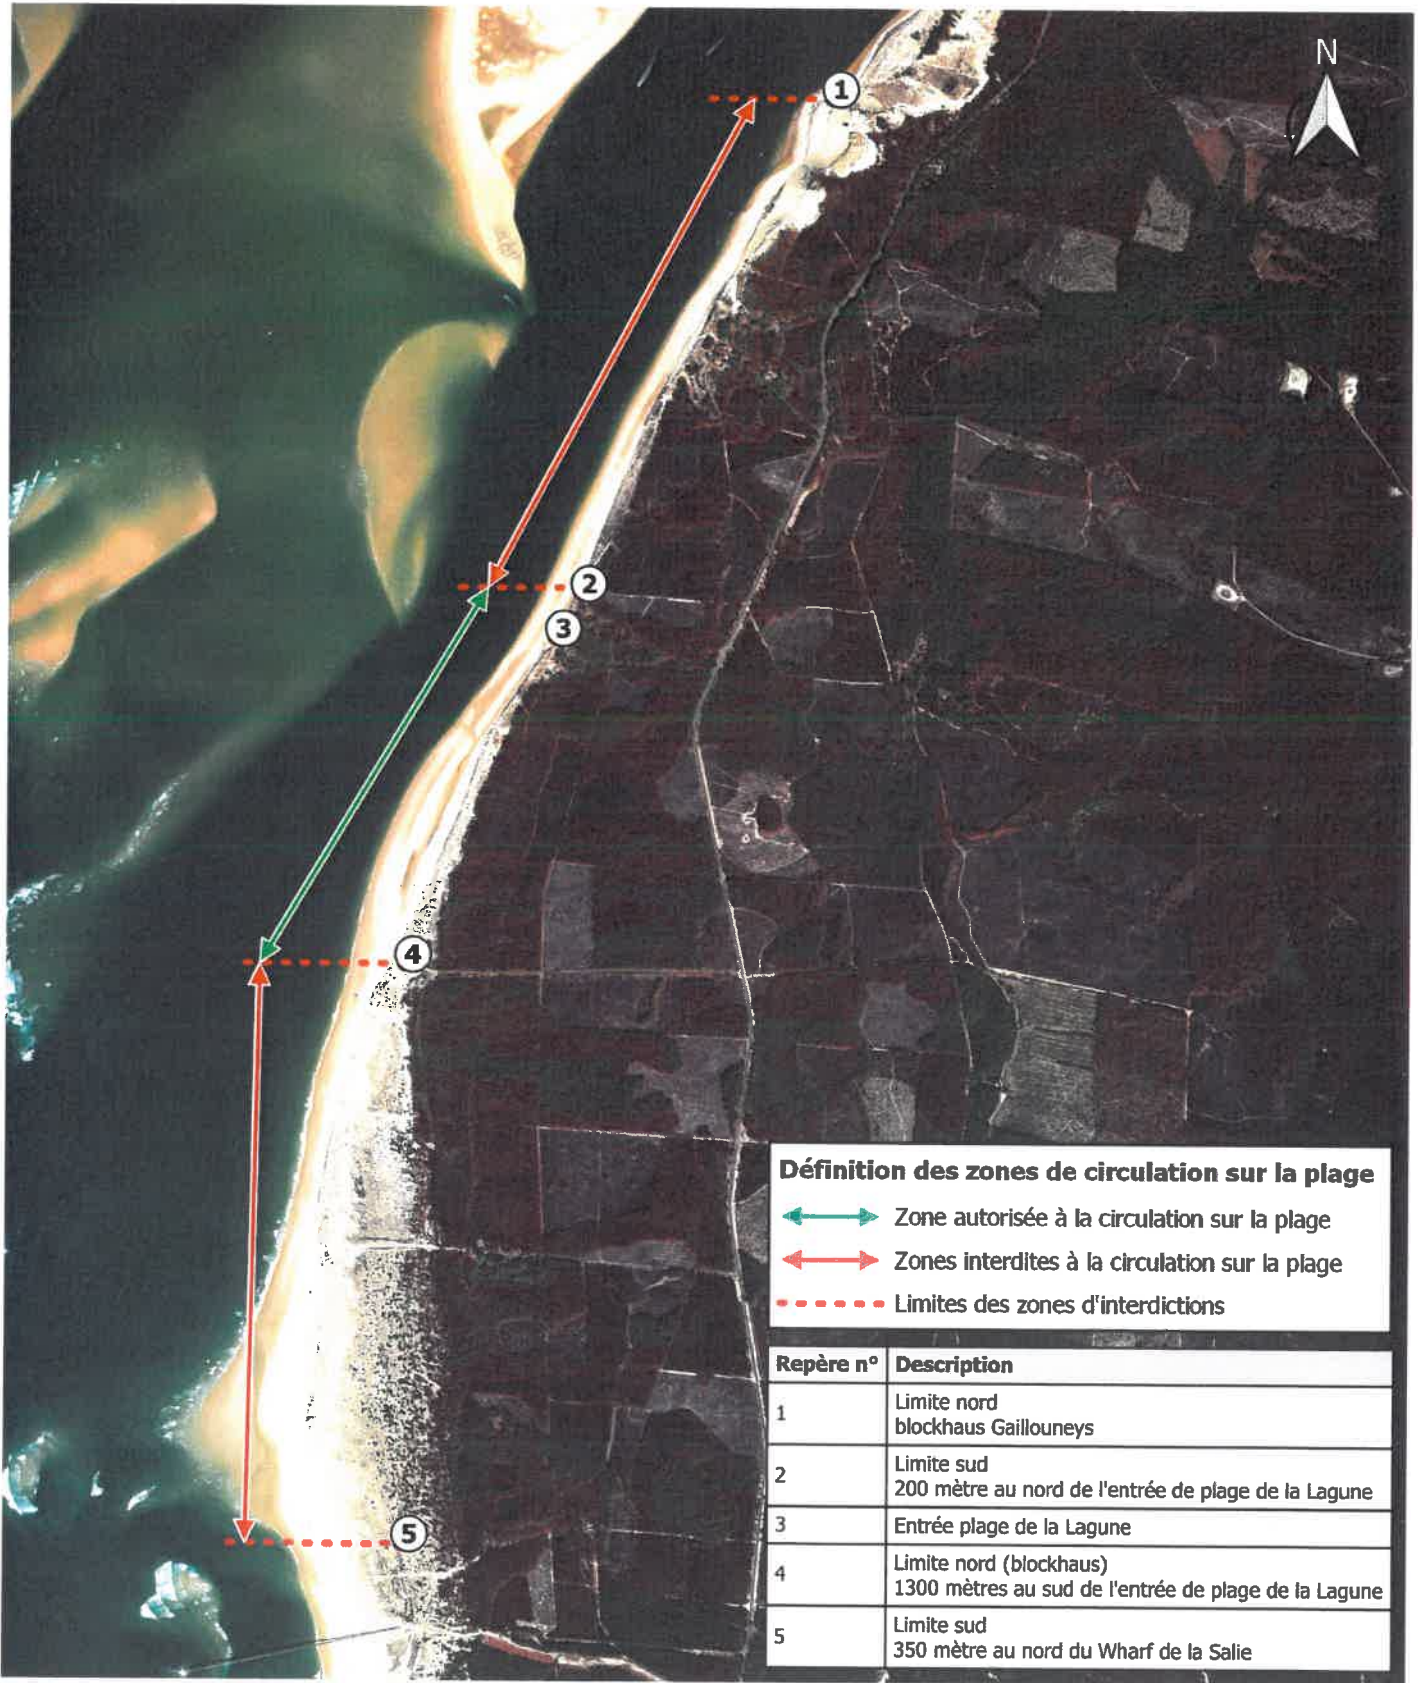 N
1
2
3
4
5
Définition des zones de circulation sur la plage
Zone autorisée à la circulation sur la plage
Zones interdites à la circulation sur la plage
Limites des zones d'interdictions
Repère n° Description
1 Limite nord
blockhaus Gaillouneys
2 Limite sud
200 mètre au nord de l'entrée de plage de la Lagune
3 Entrée plage de la Lagune
4 Limite nord (blockhaus)
1300 mètres au sud de l'entrée de plage de la Lagune
5 Limite sud
350 mètre au nord du Wharf de la Salie